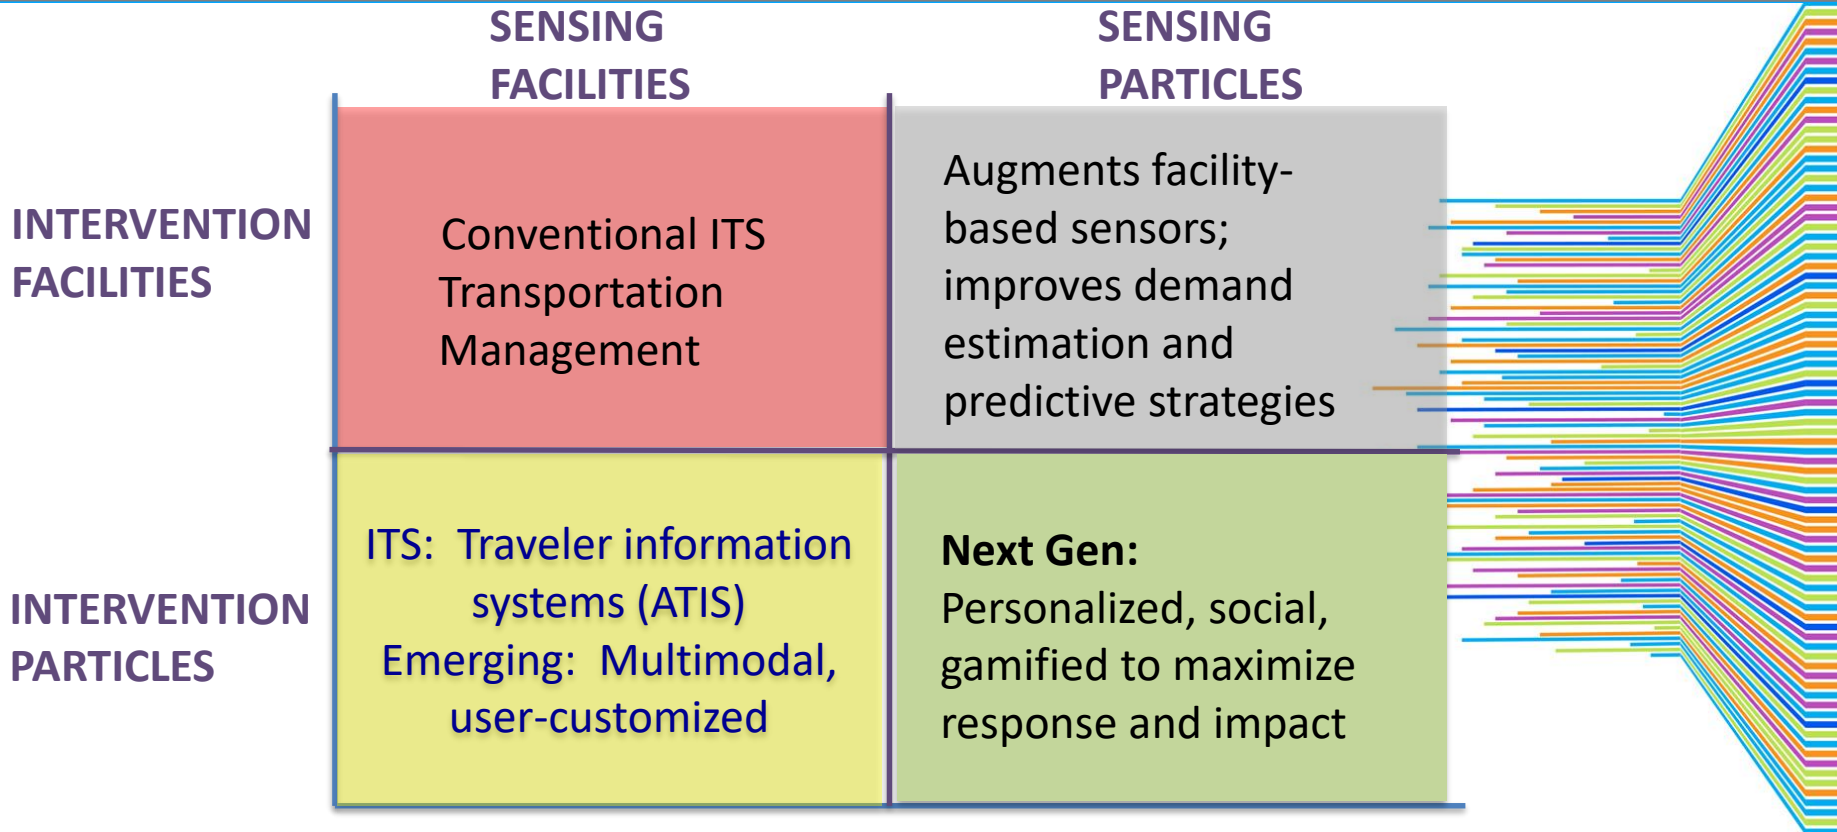 SENSING
FACILITIES
SENSING
PARTICLES
INTERVENTION
FACILITIES
Conventional ITS
Transportation
Management
Augments facility-
based sensors;
improves demand
estimation and
predictive strategies
INTERVENTION
PARTICLES
ITS: Traveler information
systems (ATIS)
Emerging: Multimodal,
user-customized
Next Gen:
Personalized, social,
gamified to maximize
response and impact